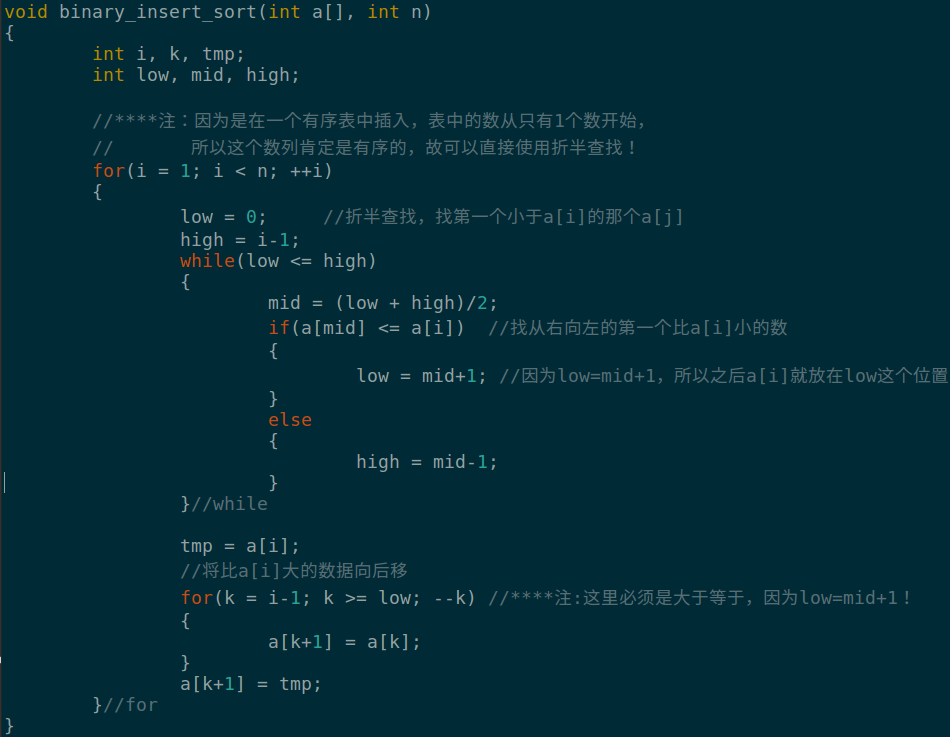 void binary_insert_sort(int a[], int n)
{
int i, k, tmp;
int low, mid, high;
//****注：因为是在一个有序表中插入，表中的数从只有1个数开始，
// 所以这个数列肯定是有序的，故可以直接使用折半查找！
for(i = 1; i < n; ++i)
{
low = 0; //折半查找，找第一个小于a[i]的那个a[j]
high = i-1;
while(low <= high)
{
mid = (low + high)/2;
if(a[mid] <= a[i]) //找从右向左的第一个比a[i]小的数
{
low = mid+1; //因为low=mid+1，所以之后a[i]就放在low这个位置
}
else
{
high = mid-1;
}
}//while
tmp = a[i];
//将比a[i]大的数据向后移
for(k = i-1; k >= low; --k) //****注:这里必须是大于等于，因为low=mid+1！
{
a[k+1] = a[k];
}
a[k+1] = tmp;
}//for
}